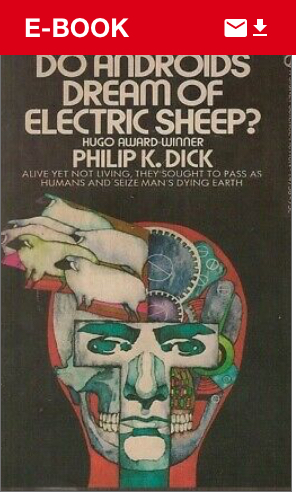 E-BOOK
DO ANDROIDS
DREAM OF
ELECTRIC SHEEP?
HUGO AWARD-WINNER
PHILIP K. DICK
ALIVE YET NOT LIVING, THEY SOUGHT TO PASS AS
HUMANS AND SEIZE MAN'S DYING EARTH